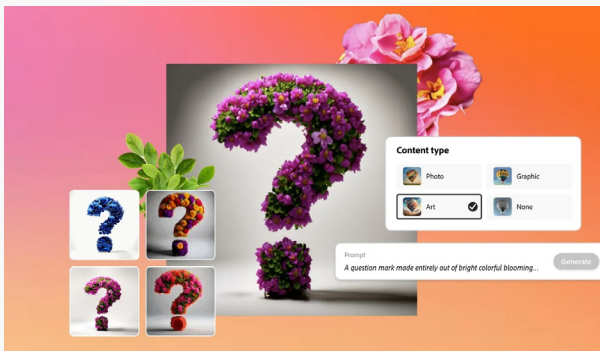 Content type
Photo
Graphic
Art
None
Prompt
A question mark made entirely out of bright colorful blooming...
Generate